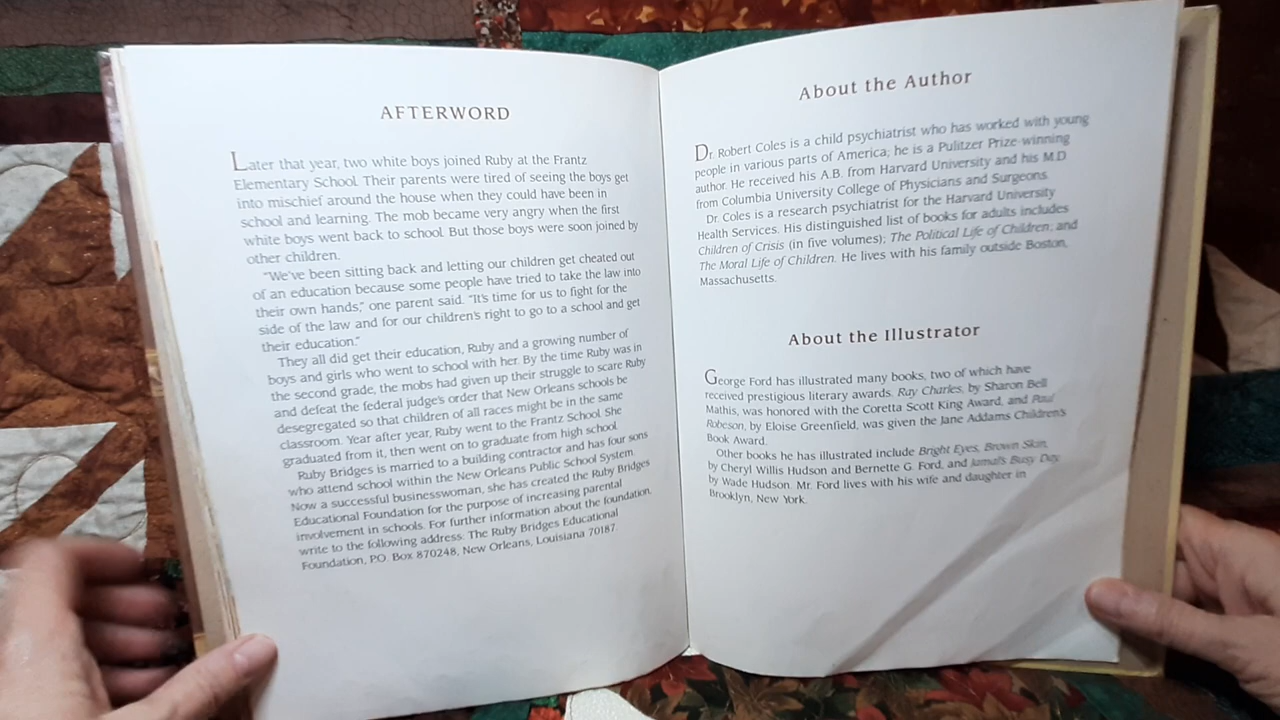 AFTERWORD
Later that year, two white boys joined Ruby at the Frantz
Elementary School. Their parents were tired of seeing the boys get
into mischief around the house when they could have been in
school and learning. The mob became very angry when the first
white boys went back to school. But those boys were soon joined by
other children.
"We've been sitting back and letting our children get cheated out
of an education because some people have tried to take the law into
their own hands," one parent said. "It's time for us to fight for the
side of the law and for our children's right to go to a school and get
their education."
They all did get their education, Ruby and a growing number of
boys and girls who went to school with her. By the time Ruby was in
the second grade, the mobs had given up their struggle to scare Ruby
and defeat the federal judge's order that New Orleans schools be
desegregated so that children of all races might be in the same
classroom. Year after year, Ruby went to the Frantz School. She
graduated from it, then went on to graduate from high school.
Ruby Bridges is married to a building contractor and has four sons
who attend school within the New Orleans Public School System.
Now a successful businesswoman, she has created the Ruby Bridges
Educational Foundation for the purpose of increasing parental
involvement in schools. For further information about the foundation,
write to the following address: The Ruby Bridges Educational
Foundation, P.O. Box 870248, New Orleans, Louisiana 70187.
About the Author
Dr. Robert Coles is a child psychiatrist who has worked with young
people in various parts of America; he is a Pulitzer Prize-winning
author. He received his A.B. from Harvard University and his M.D.
from Columbia University College of Physicians and Surgeons.
Dr. Coles is a research psychiatrist for the Harvard University
Health Services. His distinguished list of books for adults includes
Children of Crisis (in five volumes); The Political Life of Children; and
The Moral Life of Children. He lives with his family outside Boston,
Massachusetts.
About the Illustrator
George Ford has illustrated many books, two of which have
received prestigious literary awards. Ray Charles, by Sharon Bell
Mathis, was honored with the Coretta Scott King Award, and Paul
Robeson, by Eloise Greenfield, was given the Jane Addams Children's
Book Award.
Other books he has illustrated include Bright Eyes, Brown Skin,
by Cheryl Willis Hudson and Bernette G. Ford, and Jamal's Busy Day,
by Wade Hudson. Mr. Ford lives with his wife and daughter in
Brooklyn, New York.